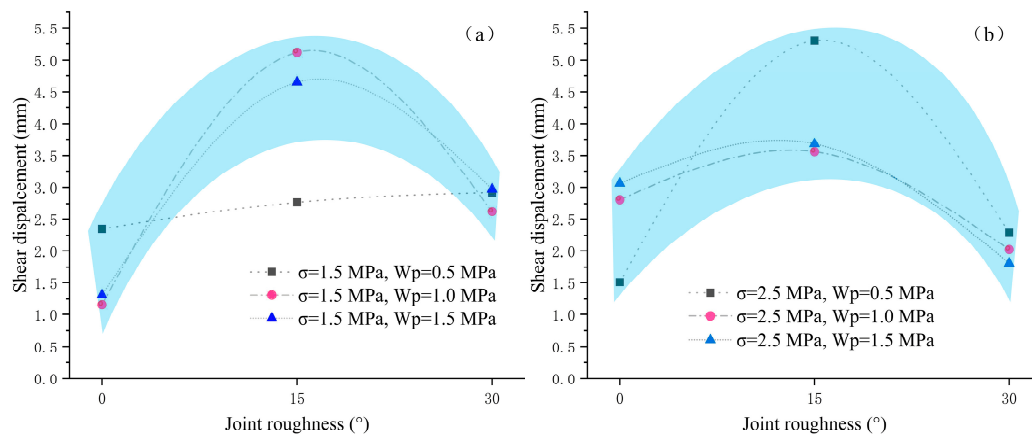 (a)
5.5
5.0
4.5
4.0
3.5
3.0
2.5
2.0
1.5
1.0
0.5
0.0
Shear dispalcement (mm)
σ=1.5 MPa, Wp=0.5 MPa
σ=1.5 MPa, Wp=1.0 MPa
σ=1.5 MPa, Wp=1.5 MPa
0 15 30
Joint roughness (°)
(b)
5.5
5.0
4.5
4.0
3.5
3.0
2.5
2.0
1.5
1.0
0.5
0.0
Shear dispalcement (mm)
σ=2.5 MPa, Wp=0.5 MPa
σ=2.5 MPa, Wp=1.0 MPa
σ=2.5 MPa, Wp=1.5 MPa
0 15 30
Joint roughness (°)